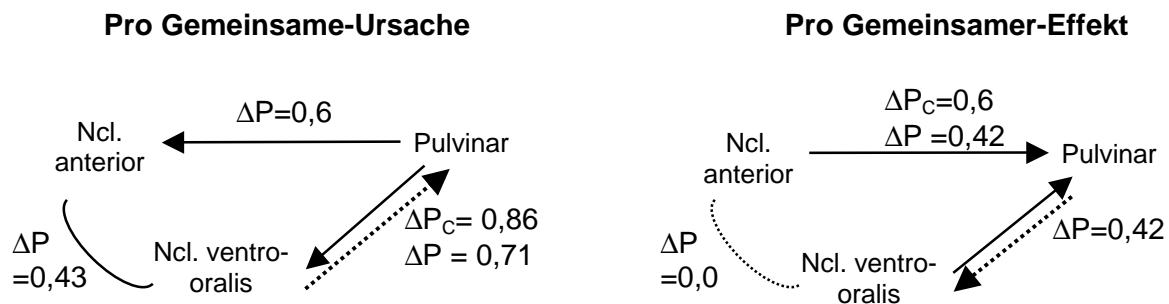 Pro Gemeinsame-Ursache
ΔP=0,6
Ncl.
anterior
Pulvinar
ΔP
=0,43
Ncl. ventro-
oralis
ΔPC= 0,86
ΔP = 0,71
Pro Gemeinsamer-Effekt
ΔPC=0,6
ΔP =0,42
Ncl.
anterior
Pulvinar
ΔP
=0,0
Ncl. ventro-
oralis
ΔP=0,42